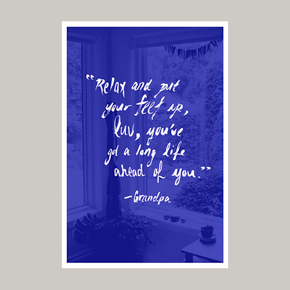 “Relax and put
your feet up,
luv, you've
got a long life
ahead of you.”
—Grandpa